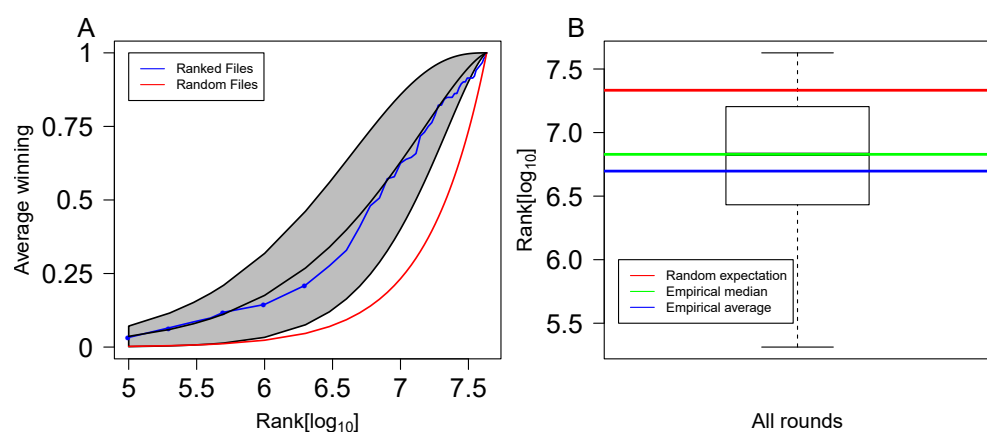 A
Average winning
1
0.75
0.5
0.25
0
Ranked Files
Random Files
5
5.5
6
6.5
7
7.5
Rank[log₁₀]
B
Rank[log₁₀]
7.5
7.0
6.5
6.0
5.5
Random expectation
Empirical median
Empirical average
All rounds